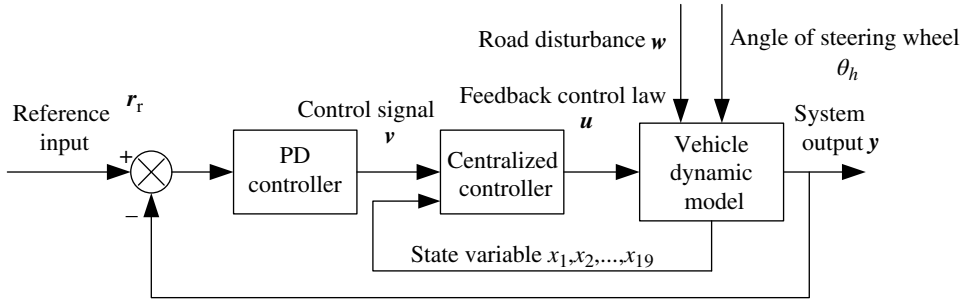 Road disturbance w
Angle of steering wheel
θh
Reference
input
rr
Control signal
v
Feedback control law
u
System
output y
+
−
PD
controller
Centralized
controller
Vehicle
dynamic
model
State variable x1,x2,...,x19